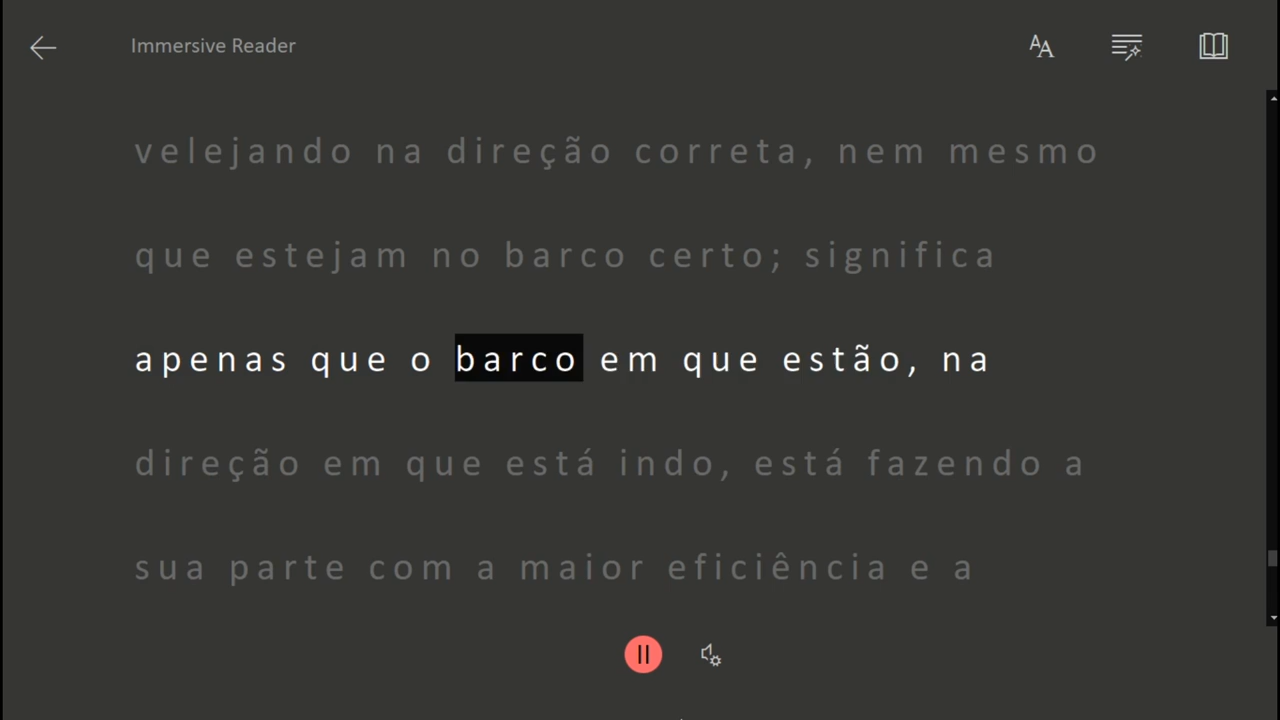 Immersive Reader
velejando na direção correta, nem mesmo
que estejam no barco certo; significa
apenas que o barco em que estão, na
direção em que está indo, está fazendo a
sua parte com a maior eficiência e a